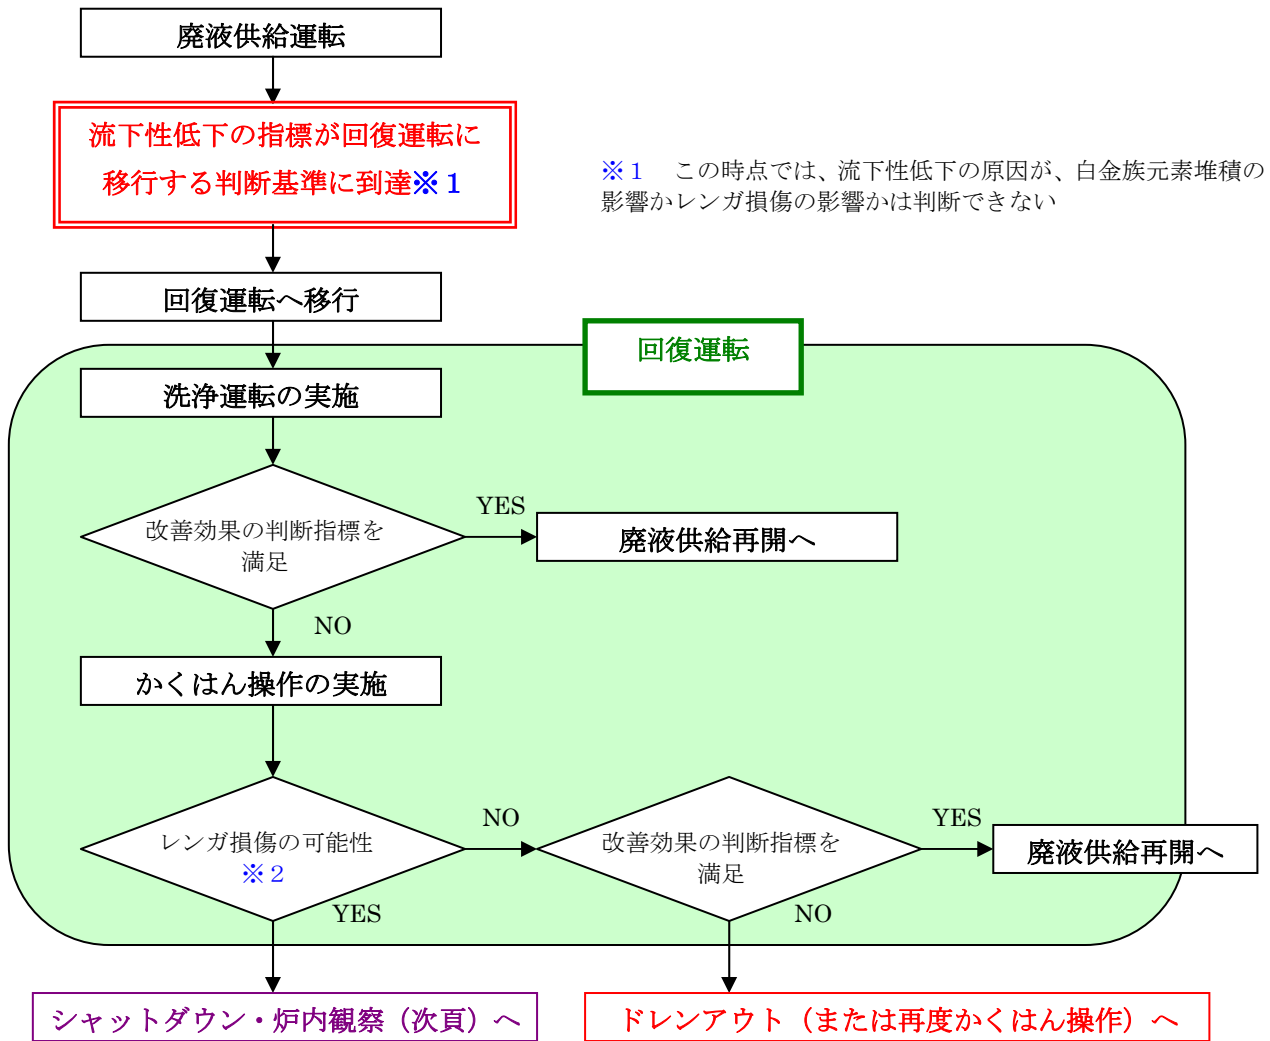 廃液供給運転
流下性低下の指標が回復運転に
移行する判断基準に到達※１
※１　この時点では、流下性低下の原因が、白金族元素堆積の
影響かレンガ損傷の影響かは判断できない
回復運転へ移行
回復運転
洗浄運転の実施
改善効果の判断指標を
満足
YES
廃液供給再開へ
NO
かくはん操作の実施
レンガ損傷の可能性
※２
NO
改善効果の判断指標を
満足
YES
廃液供給再開へ
YES
NO
シャットダウン・炉内観察（次頁）へ
ドレンアウト（または再度かくはん操作）へ